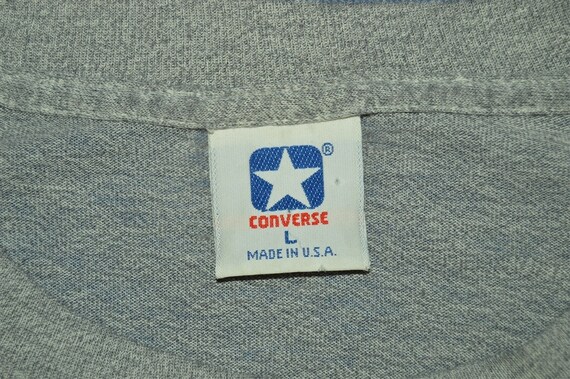 ®
CONVERSE
L
MADE IN U.S.A.